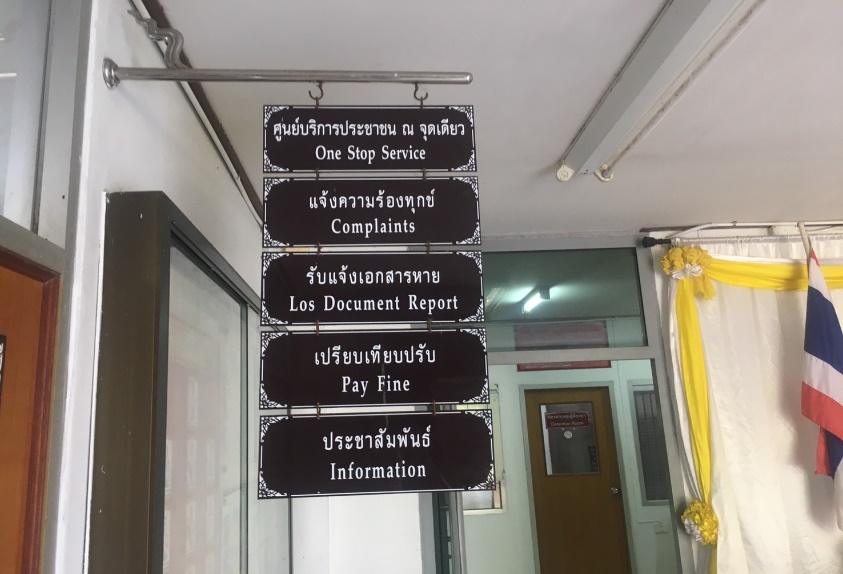 ศูนย์บริการประชาชน ณ จุดเดียว
One Stop Service
แจ้งความร้องทุกข์
Complaints
รับแจ้งเอกสารหาย
Los Document Report
เปรียบเทียบปรับ
Pay Fine
ประชาสัมพันธ์
Information